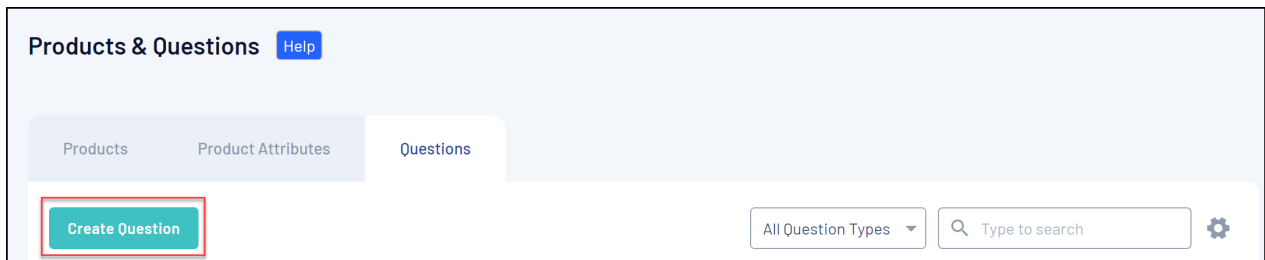 Products & Questions Help
Products Product Attributes Questions
Create Question All Question Types Type to search